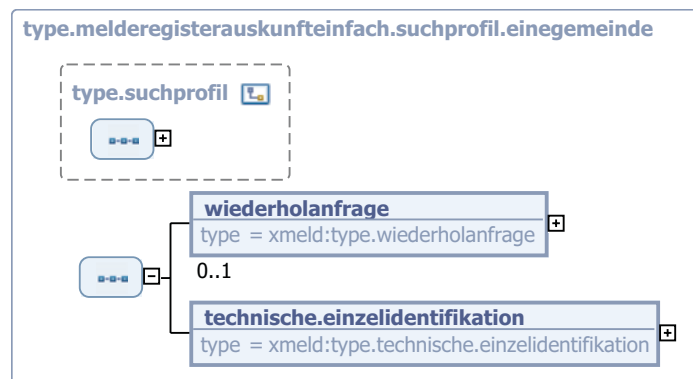 type.melderegisterauskunfteinfach.suchprofil.einegemeinde
type.suchprofil
wiederholanfrage
type = xmeld:type.wiederholanfrage
0..1
technische.einzelidentifikation
type = xmeld:type.technische.einzelidentifikation